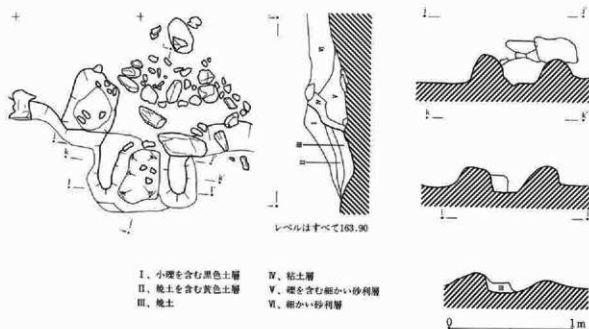 j j'
k k'
レベルはすべて163.90
Ⅰ、小礫を含む黒色土層
Ⅱ、焼土を含む黄色土層
Ⅲ、焼土
Ⅳ、粘土層
Ⅴ、礫を含む細かい砂利層
Ⅵ、細かい砂利層
Ⅲ
0 1m